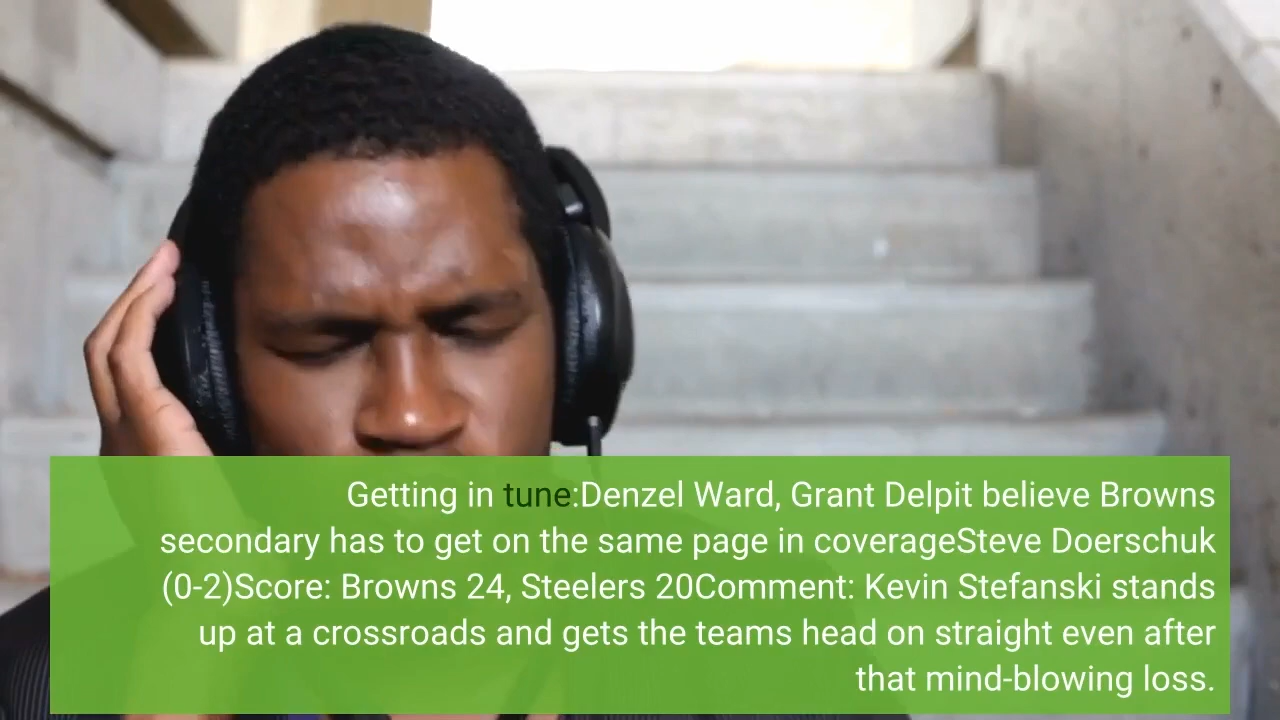 Getting in tune:Denzel Ward, Grant Delpit believe Browns
secondary has to get on the same page in coverageSteve Doerschuk
(0-2)Score: Browns 24, Steelers 20Comment: Kevin Stefanski stands
up at a crossroads and gets the teams head on straight even after
that mind-blowing loss.